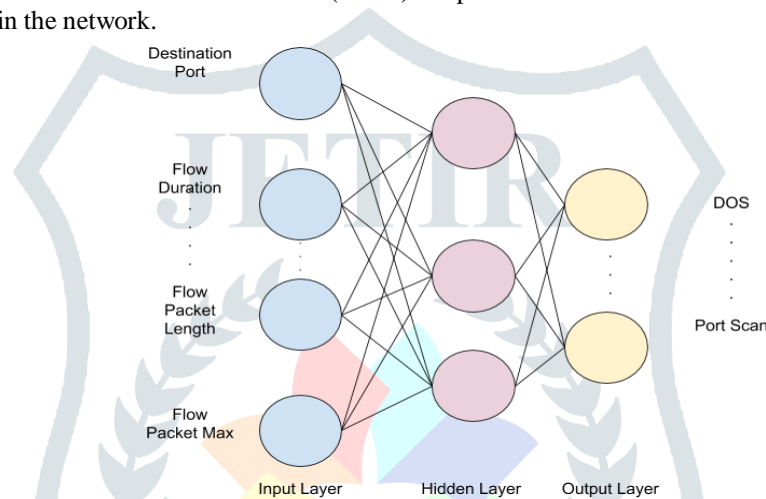 in the network.
JETIR
Destination
Port
Flow
Duration
Flow
Packet
Length
Flow
Packet Max
DOS
Port Scan
Input Layer
Hidden Layer
Output Layer